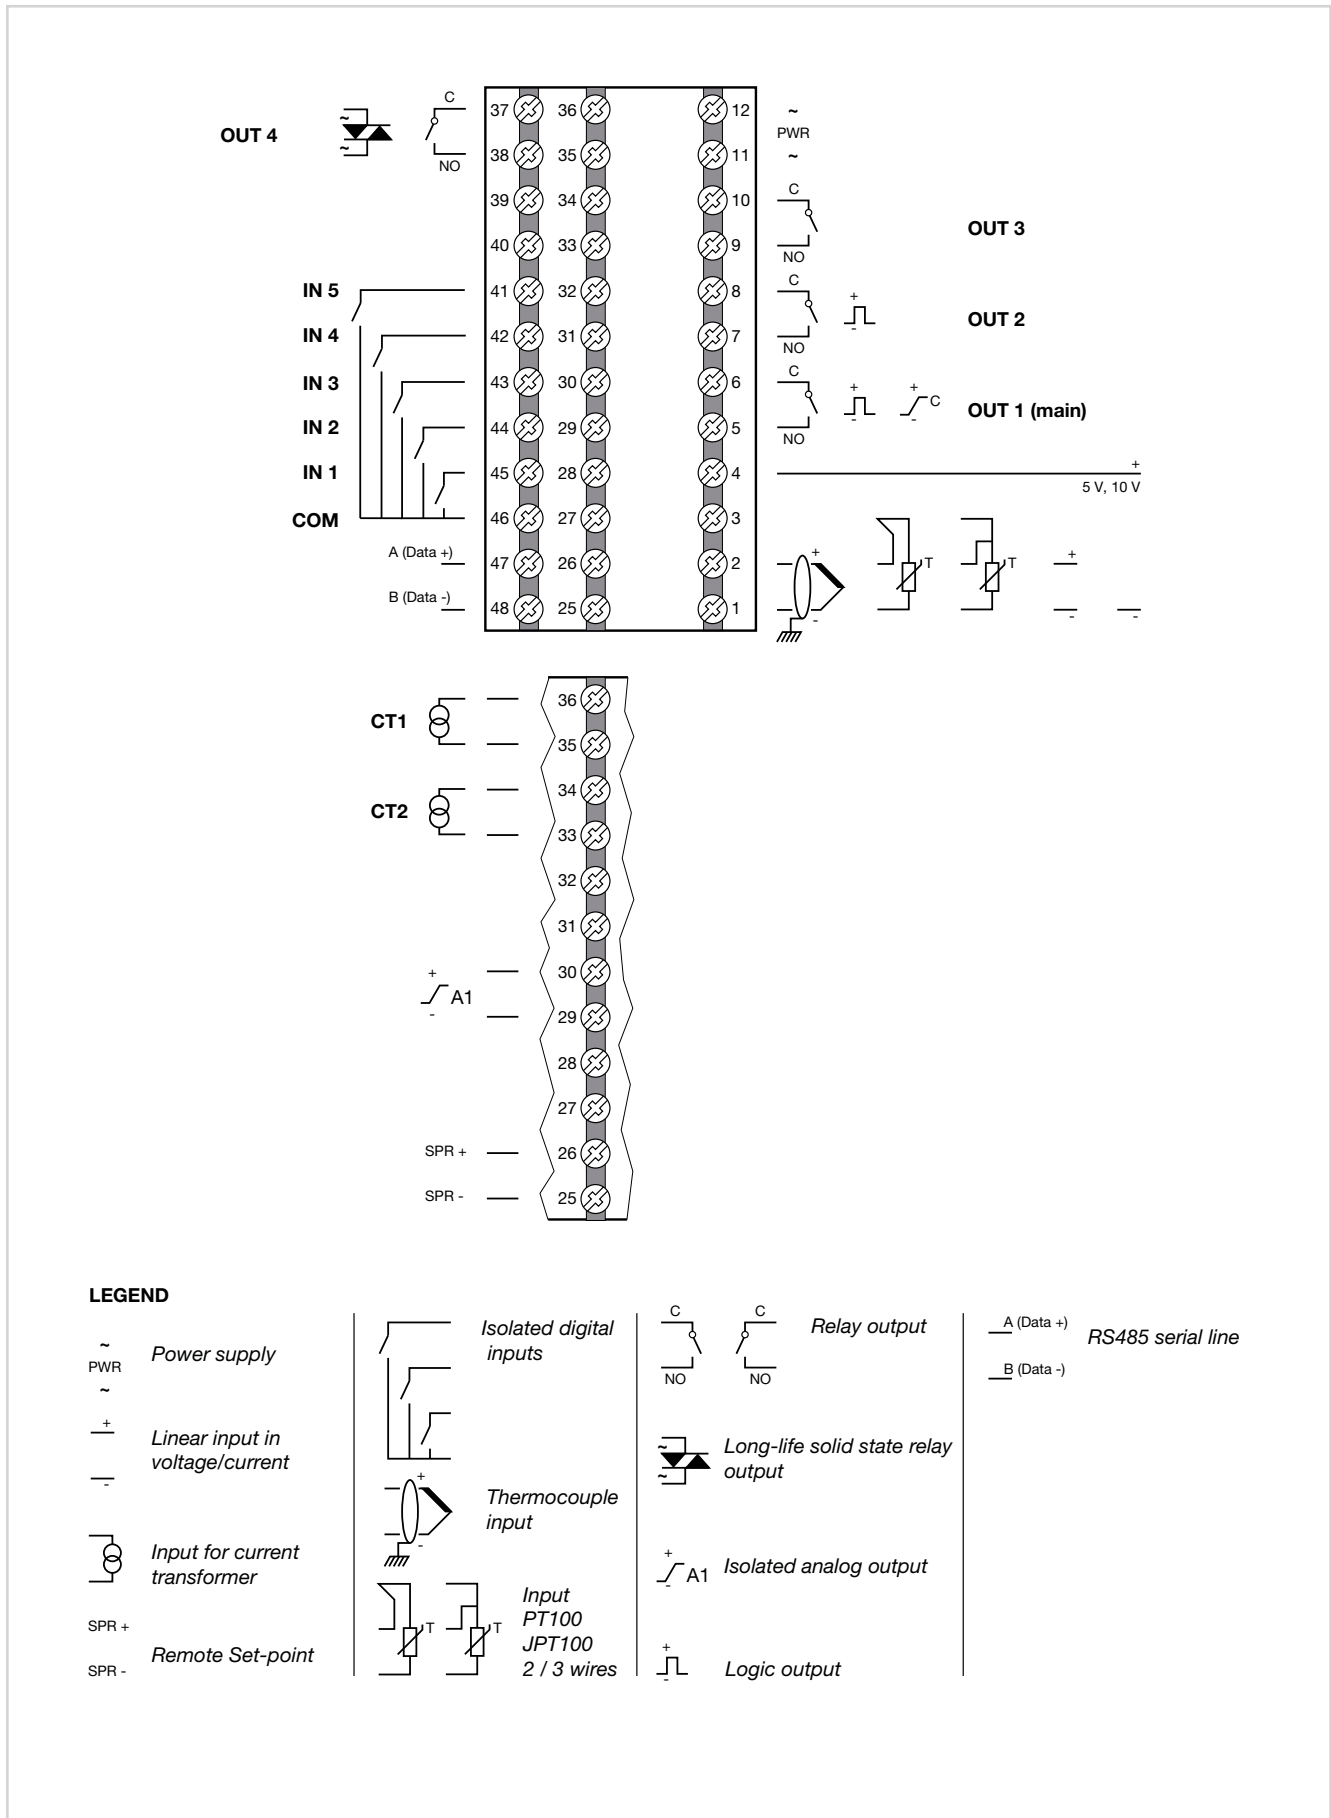 OUT 4
~
~
C
NO
37 36 12
38 35 11
39 34 10
40 33 9
41 32 8
42 31 7
43 30 6
44 29 5
45 28 4
46 27 3
47 26 2
48 25 1
~
PWR
~
C
NO
OUT 3
C
NO
+
-
OUT 2
C
NO
+
-
+
-
C
OUT 1 (main)
+
5 V, 10 V
IN 5
IN 4
IN 3
IN 2
IN 1
COM
A (Data +)
B (Data -)
+
-
T
T
+
-
-
CT1
CT2
36
35
34
33
32
31
30
29
28
27
26
25
+
A1
-
SPR +
SPR -
LEGEND
~
PWR
~
Power supply
+
-
Linear input in
voltage/current
Input for current
transformer
SPR +
SPR -
Remote Set-point
Isolated digital
inputs
+
-
Thermocouple
input
T
T
Input
PT100
JPT100
2 / 3 wires
C
NO
C
NO
Relay output
~
~
Long-life solid state relay
output
+
A1
-
Isolated analog output
+
-
Logic output
A (Data +)
B (Data -)
RS485 serial line